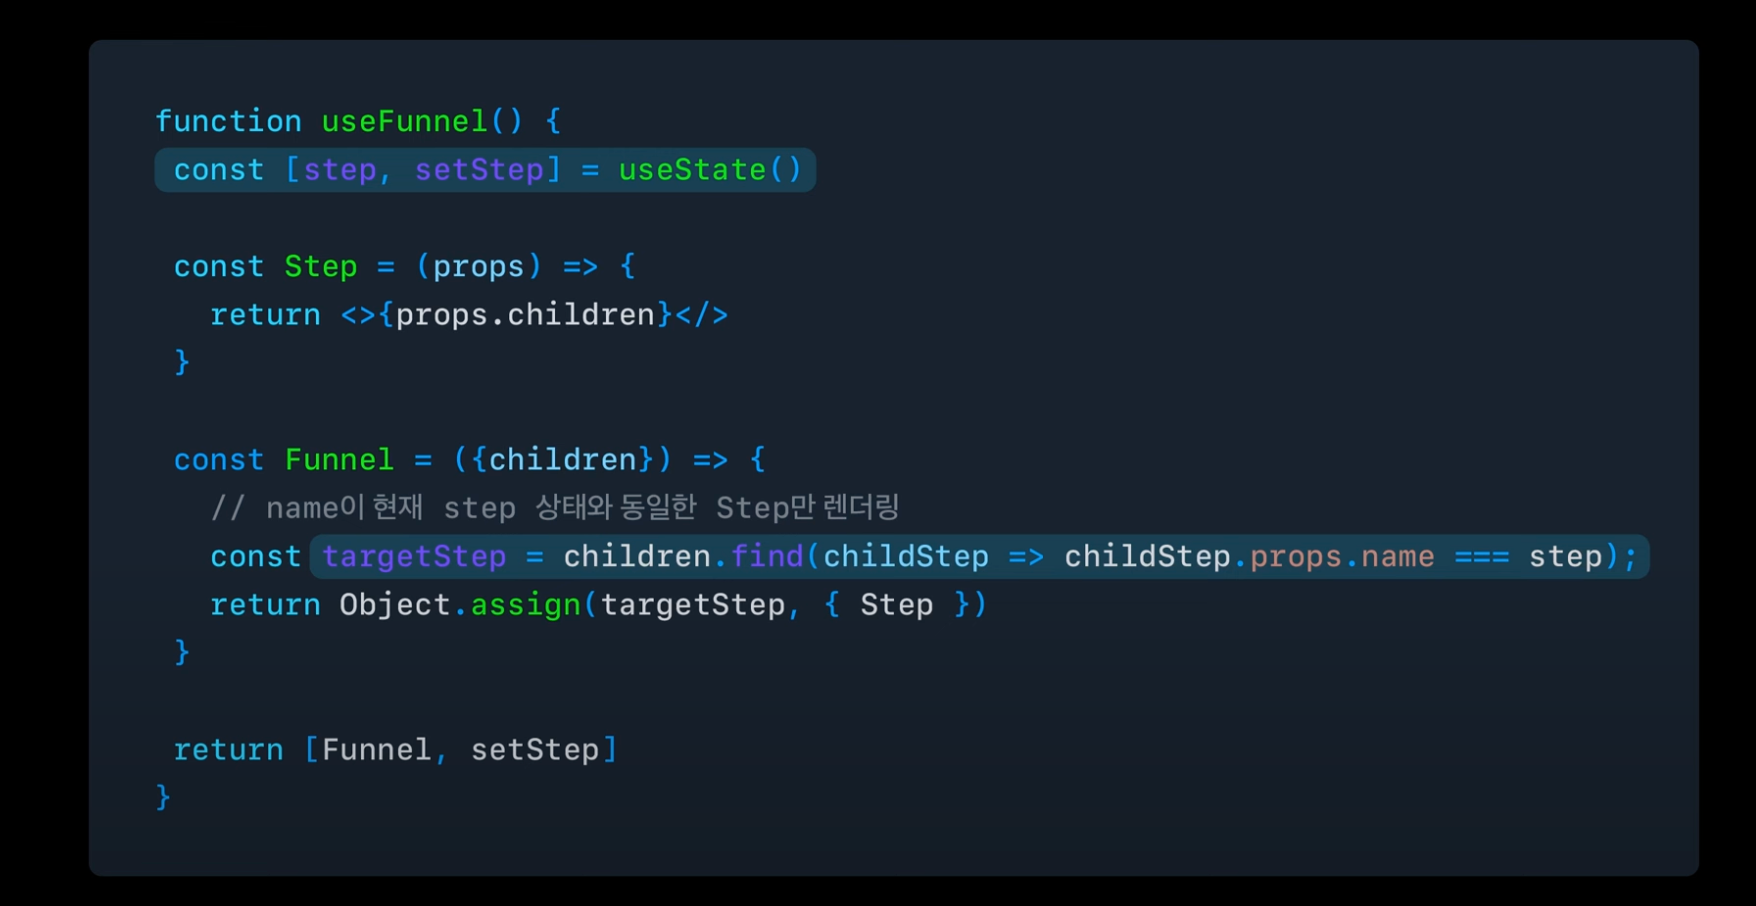 function useFunnel() {
const [step, setStep] = useState()
const Step = (props) => {
return <>{props.children}</>
}
const Funnel = ({children}) => {
// name이 현재 step 상태와 동일한 Step만 렌더링
const targetStep = children.find(childStep => childStep.props.name === step);
return Object.assign(targetStep, { Step })
}
return [Funnel, setStep]
}